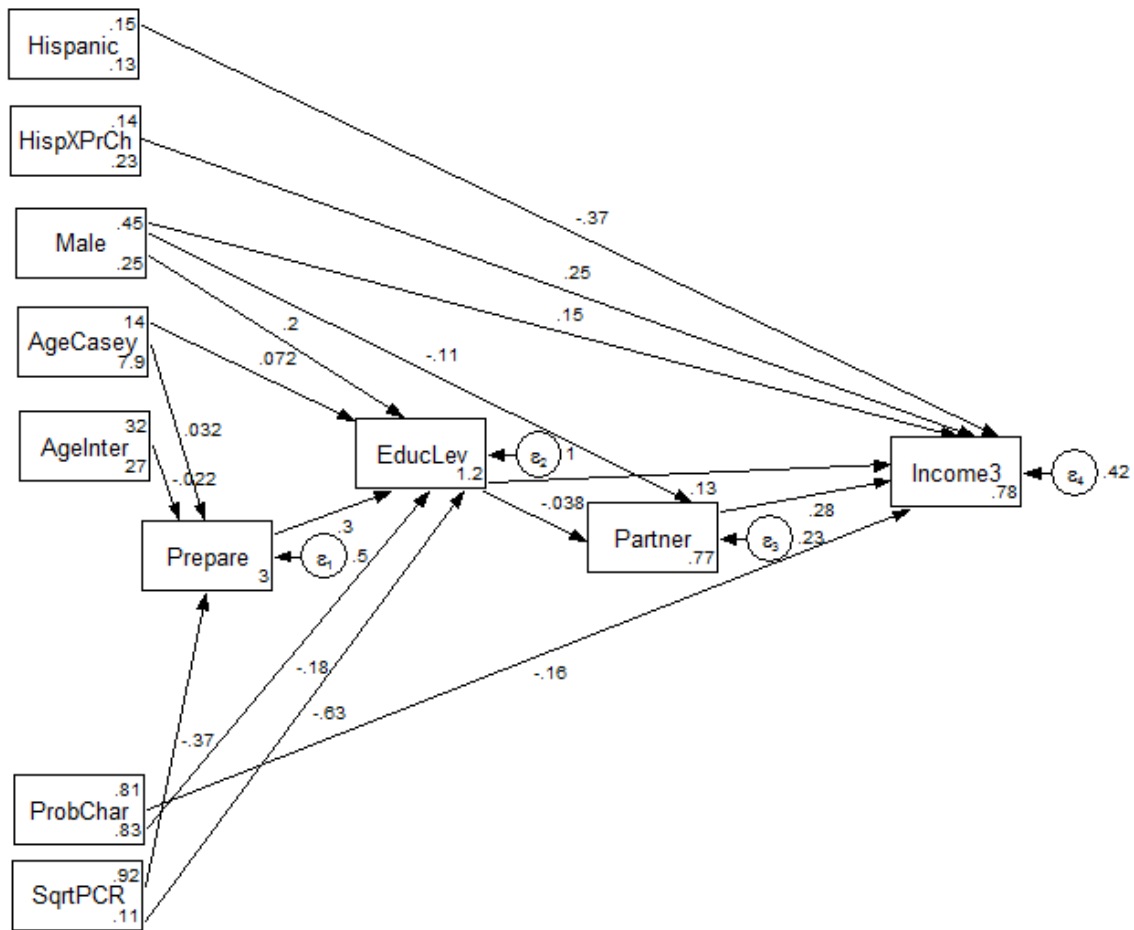 .15
Hispanic
.13
.14
HispXPrCh
.23
-.37
.45
Male
.25
.25
.15
14
AgeCasey
7.9
.2
-.11
.072
32
AgeInter
27
.032
-.022
EducLev
1.2
ε2
1
Income3
.78
ε4
.42
.13
-.038
.28
Prepare
3
.3
ε1
.5
Partner
.77
ε3
.23
-.18
-.16
-.63
-.37
.81
ProbChar
.83
.92
SqrtPCR
.11